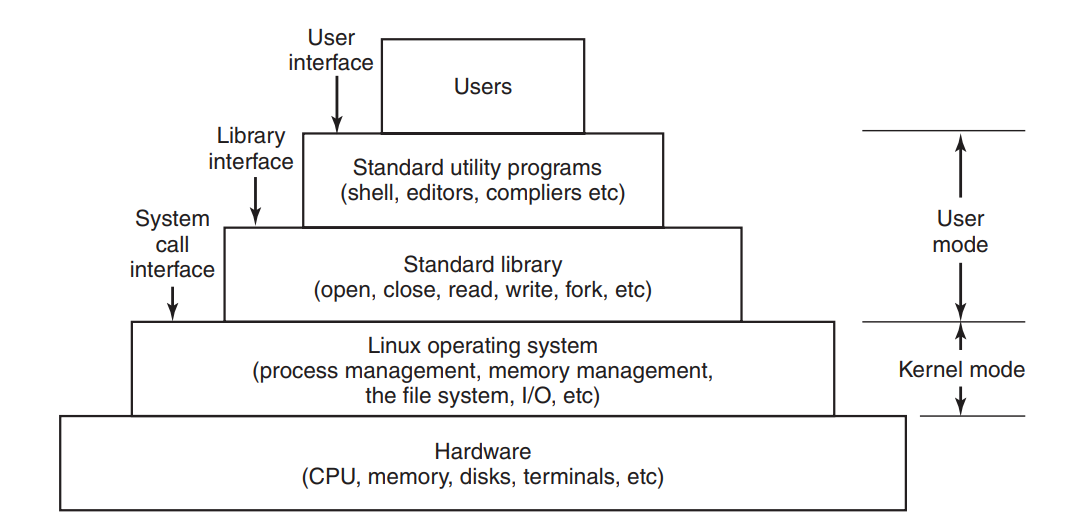 User
interface
Users
Library
interface
Standard utility programs
(shell, editors, compliers etc)
System
call
interface
Standard library
(open, close, read, write, fork, etc)
User
mode
Linux operating system
(process management, memory management,
the file system, I/O, etc)
Kernel mode
Hardware
(CPU, memory, disks, terminals, etc)